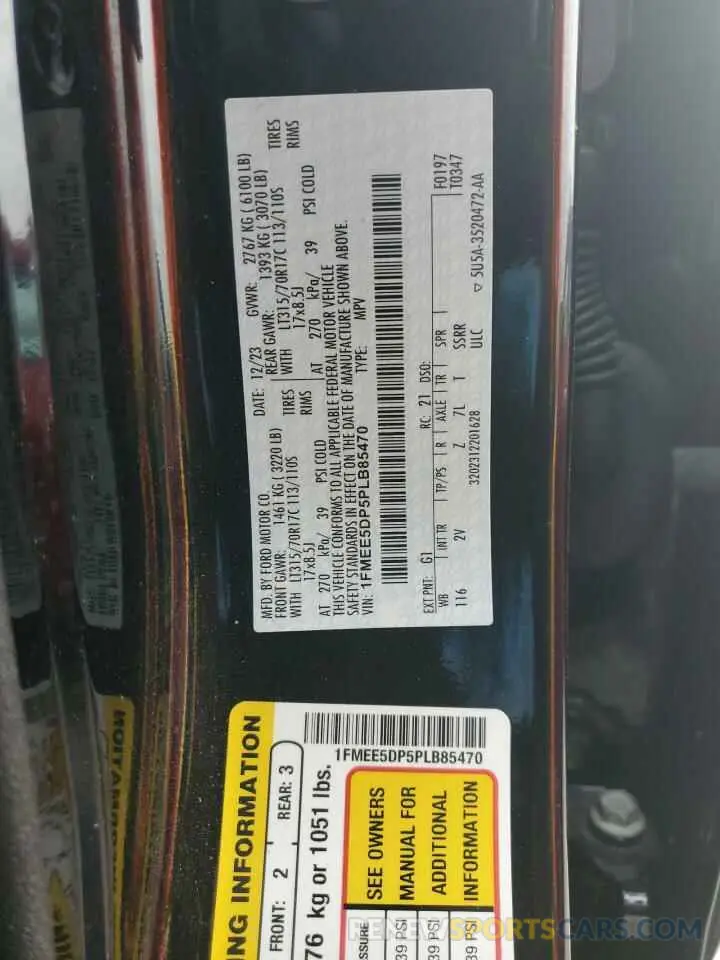 MFD. BY FORD MOTOR CO.
DATE: 12/23 GVWR: 2767 KG ( 6100 LB)
FRONT GAWR: 1461 KG ( 3220 LB) REAR GAWR: 1393 KG ( 3070 LB)
WITH LT315/70R17C 113/110S TIRES WITH LT315/70R17C 113/110S TIRES
17x8.5J RIMS 17x8.5J RIMS
AT 270 kPa/ 39 PSI COLD AT 270 kPa/ 39 PSI COLD
THIS VEHICLE CONFORMS TO ALL APPLICABLE FEDERAL MOTOR VEHICLE
SAFETY STANDARDS IN EFFECT ON THE DATE OF MANUFACTURE SHOWN ABOVE.
VIN: 1FMEE5DP5PLB85470 TYPE: MPV
F0197
T0347
EXT PNT: G1 RC: 21 DSO:
WB INT TR TP/PS R AXLE TR SPR
116 2V Z 7L T SSRR
ULC
3202312201628
5U5A-3520472-AA
ING INFORMATION
FRONT: 2 REAR: 3
76 kg or 1051 lbs.
1FMEE5DP5PLB85470
SEE OWNERS
MANUAL FOR
ADDITIONAL
INFORMATION
39 PSI
39 PSI
39 PSI
RENEWSPORTSCARS.COM